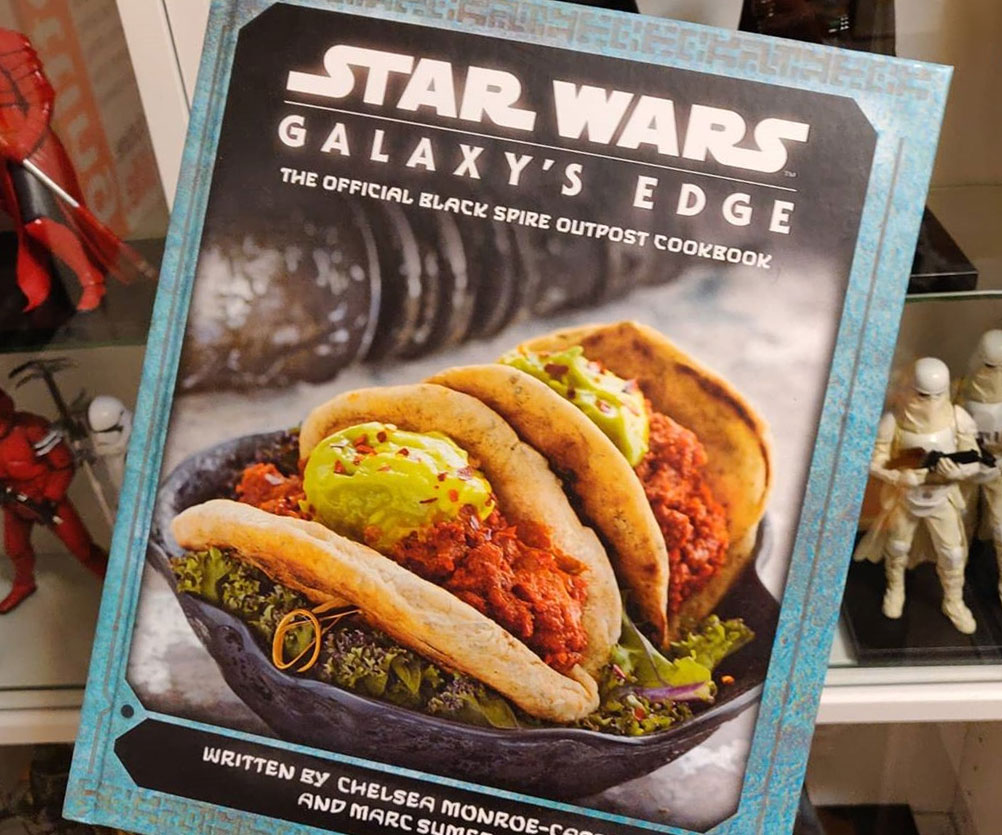 STAR WARS
GALAXY'S EDGE
THE OFFICIAL BLACK SPIRE OUTPOST COOKBOOK
WRITTEN BY CHELSEA
AND MARC